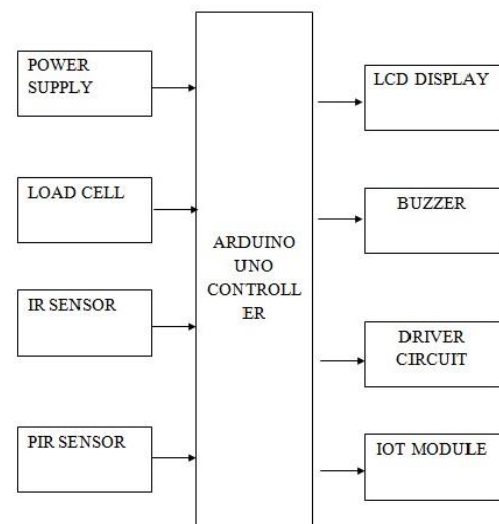 POWER
SUPPLY
LOAD CELL
IR SENSOR
PIR SENSOR
ARDUINO
UNO
CONTROLL
ER
LCD DISPLAY
BUZZER
DRIVER
CIRCUIT
IOT MODULE